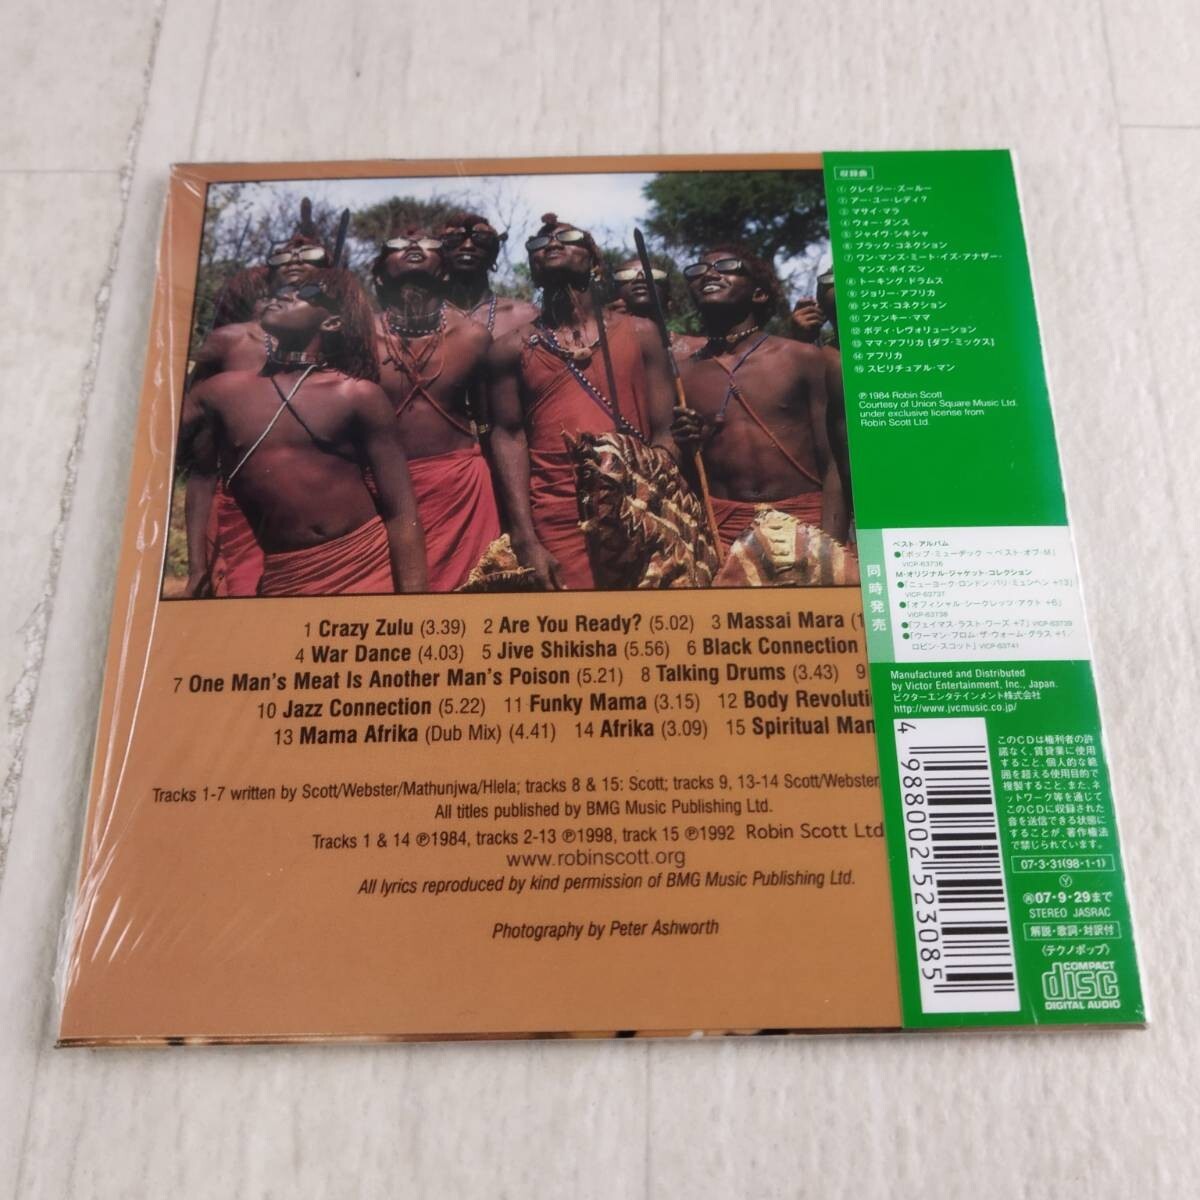 1 Crazy Zulu (3.39) 2 Are You Ready? (5.02) 3 Massai Mara (1
4 War Dance (4.03) 5 Jive Shikisha (5.56) 6 Black Connection
7 One Man's Meat Is Another Man's Poison (5.21) 8 Talking Drums (3.43) 9
10 Jazz Connection (5.22) 11 Funky Mama (3.15) 12 Body Revoluti
13 Mama Afrika (Dub Mix) (4.41) 14 Afrika (3.09) 15 Spiritual Man
Tracks 1-7 written by Scott/Webster/Mathunjwa/Hlela; tracks 8 & 15: Scott; tracks 9, 13-14 Scott/Webster
All titles published by BMG Music Publishing Ltd.
Tracks 1 & 14 ℗1984, tracks 2-13 ℗1998, track 15 ℗1992 Robin Scott Ltd
www.robinscott.org
All lyrics reproduced by kind permission of BMG Music Publishing Ltd.
Photography by Peter Ashworth
収録曲
① クレイジー・ズールー
② アー・ユー・レディ?
③ マサイ・マラ
④ ウォー・ダンス
⑤ ジャイヴ・シキシャ
⑥ ブラック・コネクション
⑦ ワン・マンズ・ミート・イズ・アナザー・
マンズ・ポイズン
⑧ トーキング・ドラムス
⑨ ジョリー・アフリカ
⑩ ジャズ・コネクション
⑪ ファンキー・ママ
⑫ ボディ・レヴォリューション
⑬ ママ・アフリカ [ダブ・ミックス]
⑭ アフリカ
⑮ スピリチュアル・マン
℗ 1984 Robin Scott
Courtesy of Union Square Music Ltd.
under exclusive license from
Robin Scott Ltd.
同時発売
ベスト・アルバム
●「ポップ・ミューヂック ~ベスト・オブ・M」
VICP-63736
M・オリジナル・ジャケット・コレクション
●「ニューヨーク・ロンドン・パリ・ミュンヘン +13」
VICP-63737
●「オフィシャル・シークレッツ・アクト +6」
VICP-63738
●「フェイマス・ラスト・ワーズ +7」 VICP-63739
●「ウーマン・フロム・ザ・ウォーム・グラス +1/
ロビン・スコット」 VICP-63741
Manufactured and Distributed
by Victor Entertainment, Inc., Japan.
ビクターエンタテインメント株式会社
http://www.jvcmusic.co.jp/
4 988002 523085
このCDは権利者の許
諾なく、賃貸業に使用
すること、個人的な範
囲を超える使用目的で
複製すること、また、ネ
ットワーク等を通じて
このCDに収録された
音を送信できる状態に
することが、著作権法
で禁じられています。
07・3・31(98・1・1)
Ⓨ
㊢07・9・29まで
STEREO JASRAC
解説・歌詞・対訳付
〈テクノポップ〉
COMPACT
disc
DIGITAL AUDIO